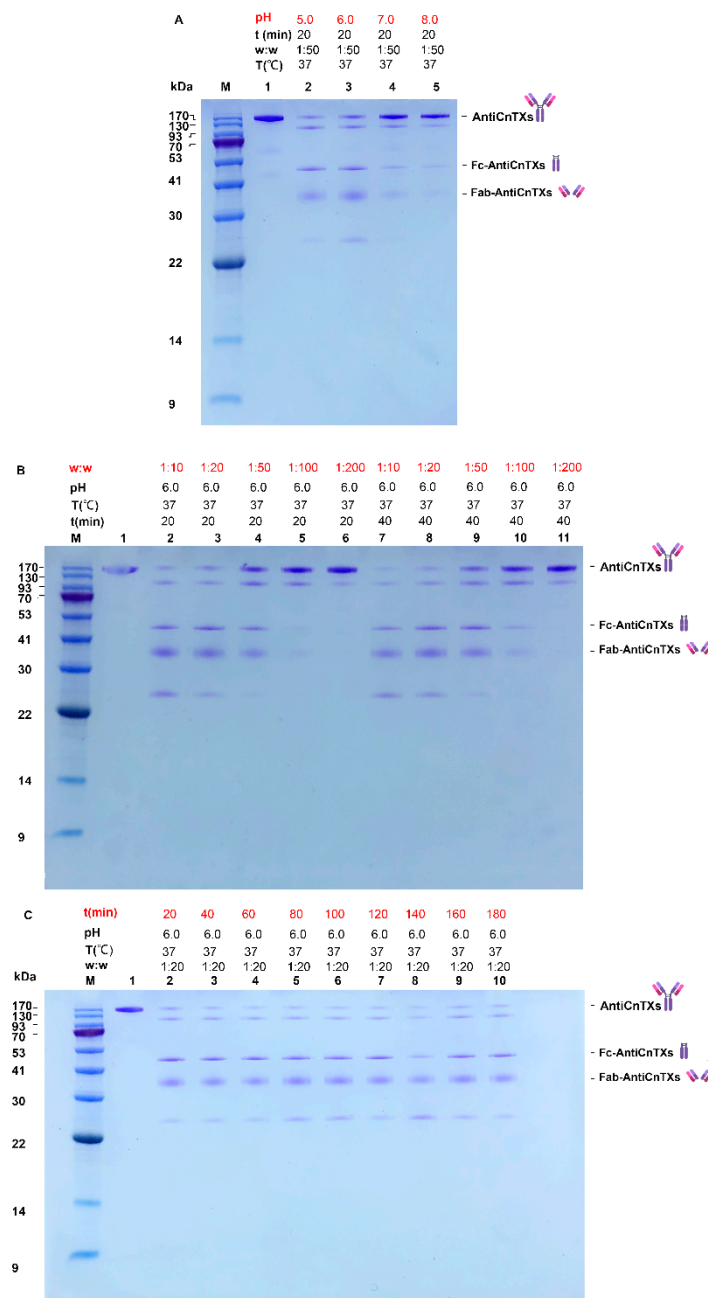 A
pH 5.0 6.0 7.0 8.0
t (min) 20 20 20 20
w:w 1:50 1:50 1:50 1:50
T(℃) 37 37 37 37
kDa M 1 2 3 4 5
170
130
93
70
53
41
30
22
14
9
AntiCnTXs
Fc-AntiCnTXs
Fab-AntiCnTXs
B
w:w 1:10 1:20 1:50 1:100 1:200 1:10 1:20 1:50 1:100 1:200
pH 6.0 6.0 6.0 6.0 6.0 6.0 6.0 6.0 6.0 6.0
T(℃) 37 37 37 37 37 37 37 37 37 37
t(min) 20 20 20 20 20 40 40 40 40 40
M 1 2 3 4 5 6 7 8 9 10 11
170
130
93
70
53
41
30
22
14
9
AntiCnTXs
Fc-AntiCnTXs
Fab-AntiCnTXs
C
t(min) 20 40 60 80 100 120 140 160 180
pH 6.0 6.0 6.0 6.0 6.0 6.0 6.0 6.0 6.0
T(℃) 37 37 37 37 37 37 37 37 37
w:w 1:20 1:20 1:20 1:20 1:20 1:20 1:20 1:20 1:20
kDa
M 1 2 3 4 5 6 7 8 9 10
170
130
93
70
53
41
30
22
14
9
AntiCnTXs
Fc-AntiCnTXs
Fab-AntiCnTXs